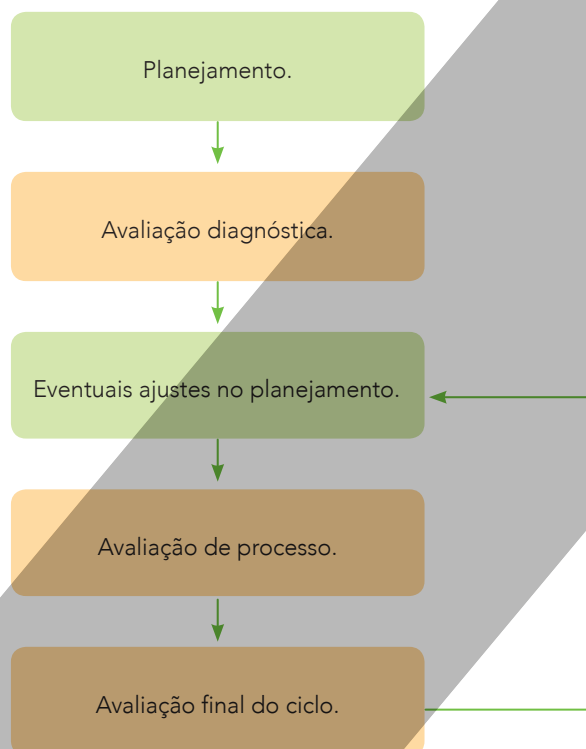 Planejamento.
Avaliação diagnóstica.
Eventuais ajustes no planejamento.
Avaliação de processo.
Avaliação final do ciclo.